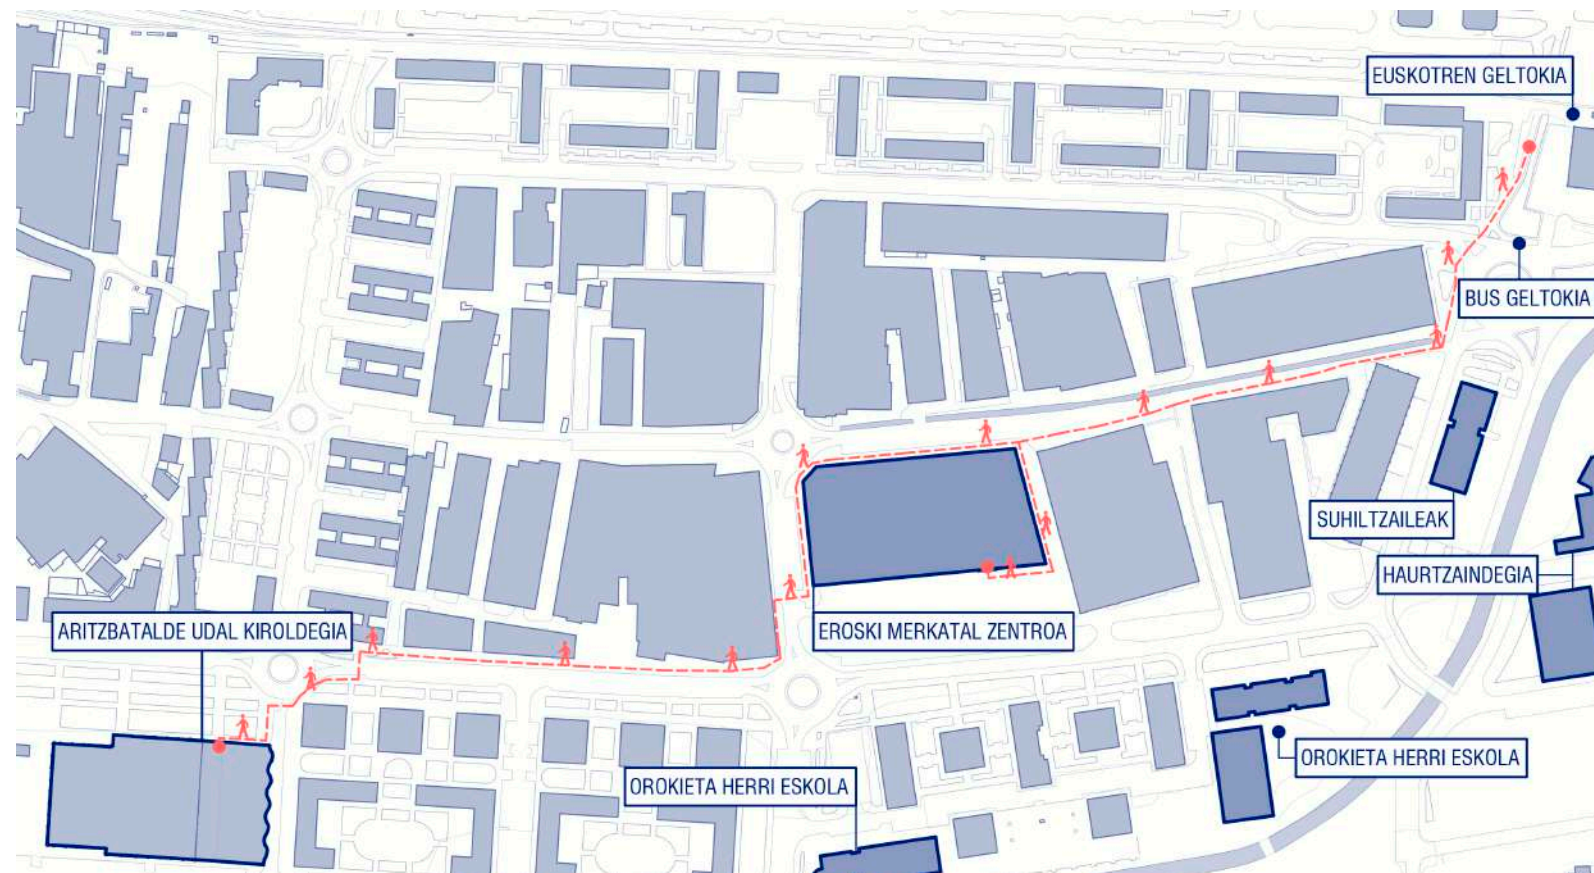 EUSKOTREN GELTOKIA
BUS GELTOKIA
SUHILTZAILEAK
HAURTZAINDEGIA
ARITZBATALDE UDAL KIROLDEGIA
EROSKI MERKATAL ZENTROA
OROKIETA HERRI ESKOLA
OROKIETA HERRI ESKOLA